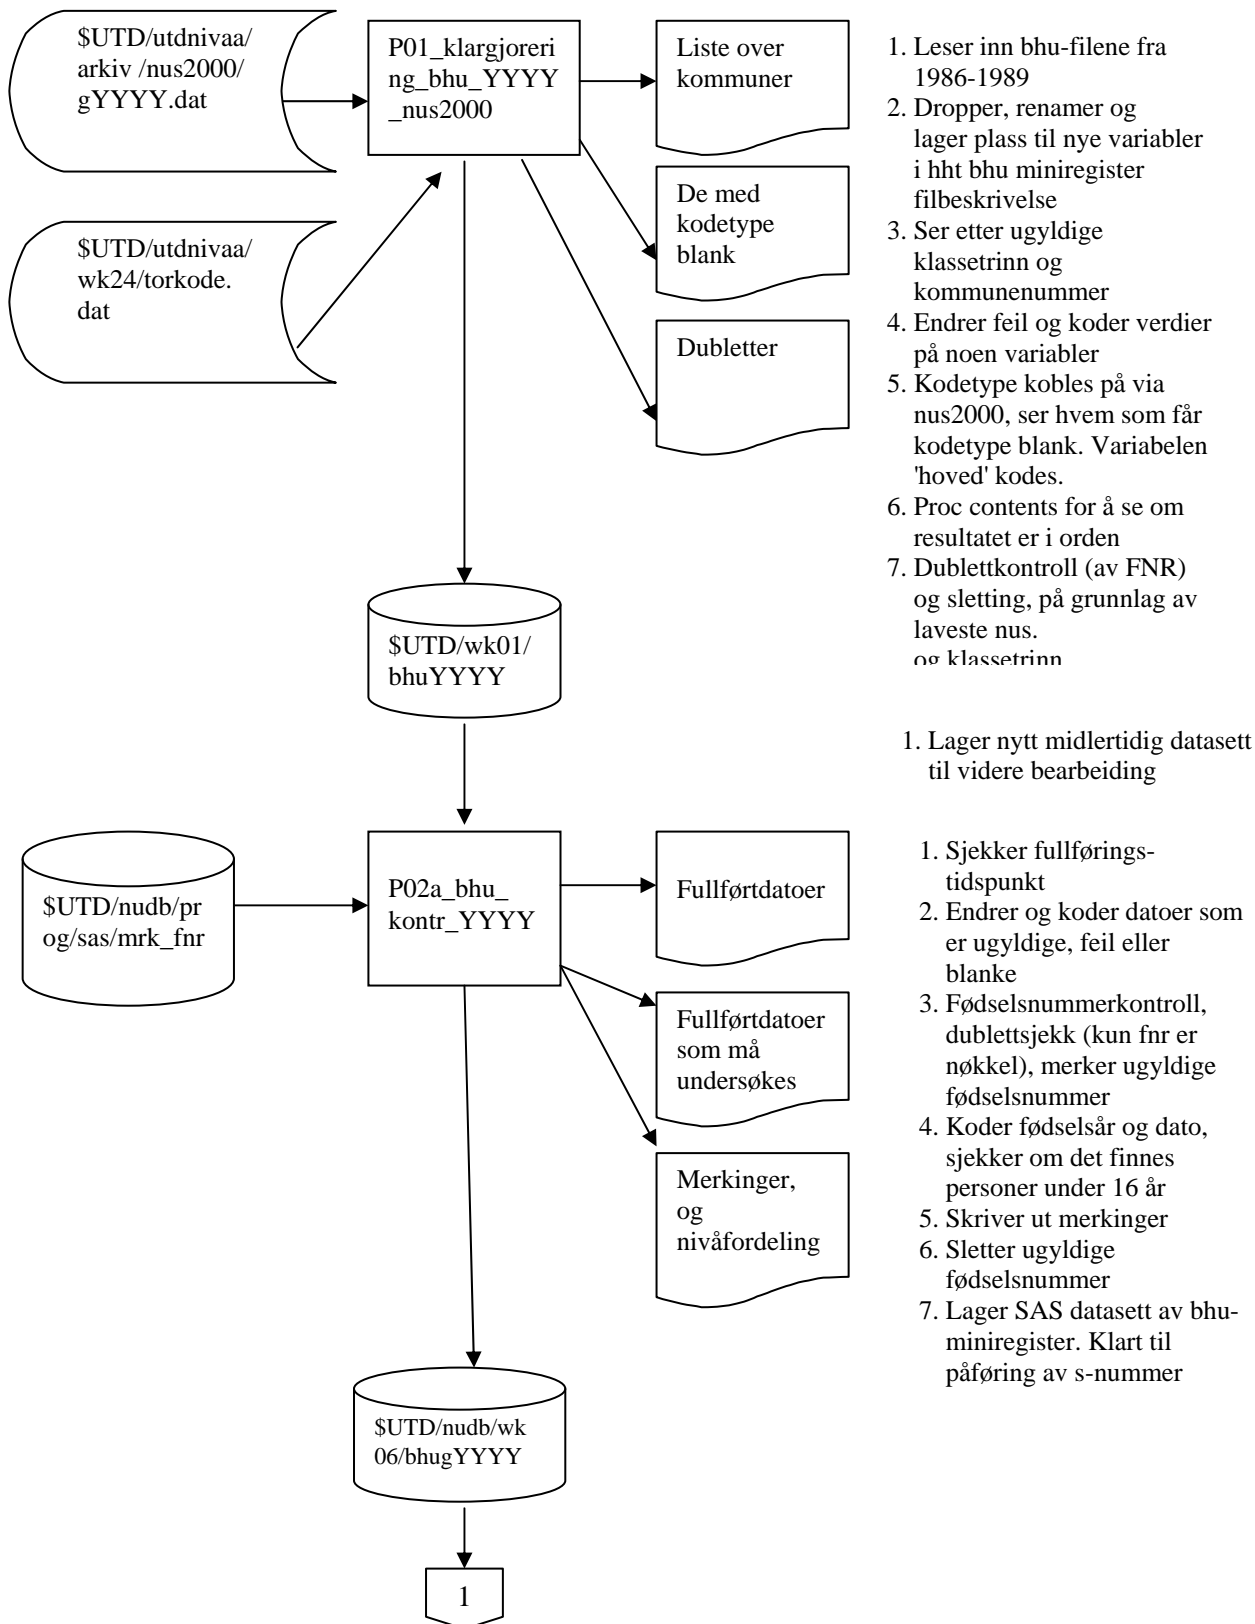 $UTD/utdnivaa/
arkiv /nus2000/
gYYYY.dat
P01_klargjoreri
ng_bhu_YYYY
_nus2000
Liste over
kommuner
De med
kodetype
blank
$UTD/utdnivaa/
wk24/torkode.
dat
Dubletter
1. Leser inn bhu-filene fra
1986-1989
2. Dropper, renamer og
lager plass til nye variabler
i hht bhu miniregister
filbeskrivelse
3. Ser etter ugyldige
klassetrinn og
kommunenummer
4. Endrer feil og koder verdier
på noen variabler
5. Kodetype kobles på via
nus2000, ser hvem som får
kodetype blank. Variabelen
'hoved' kodes.
6. Proc contents for å se om
resultatet er i orden
7. Dublettkontroll (av FNR)
og sletting, på grunnlag av
laveste nus.
og klassetrinn
$UTD/wk01/
bhuYYYY
1. Lager nytt midlertidig datasett
til videre bearbeiding
$UTD/nudb/pr
og/sas/mrk_fnr
P02a_bhu_
kontr_YYYY
Fullførtdatoer
Fullførtdatoer
som må
undersøkes
Merkinger,
og
nivåfordeling
1. Sjekker fullførings-
tidspunkt
2. Endrer og koder datoer som
er ugyldige, feil eller
blanke
3. Fødselsnummerkontroll,
dublettsjekk (kun fnr er
nøkkel), merker ugyldige
fødselsnummer
4. Koder fødselsår og dato,
sjekker om det finnes
personer under 16 år
5. Skriver ut merkinger
6. Sletter ugyldige
fødselsnummer
7. Lager SAS datasett av bhu-
miniregister. Klart til
påføring av s-nummer
$UTD/nudb/wk
06/bhugYYYY
1